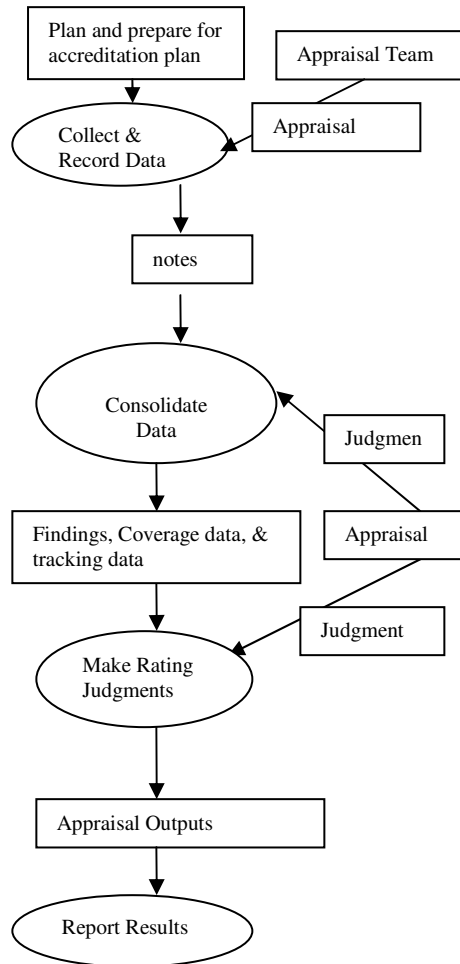 Plan and prepare for
accreditation plan
Appraisal Team
Appraisal
Collect &
Record Data
notes
Consolidate
Data
Judgmen
Findings, Coverage data, &
tracking data
Appraisal
Judgment
Make Rating
Judgments
Appraisal Outputs
Report Results